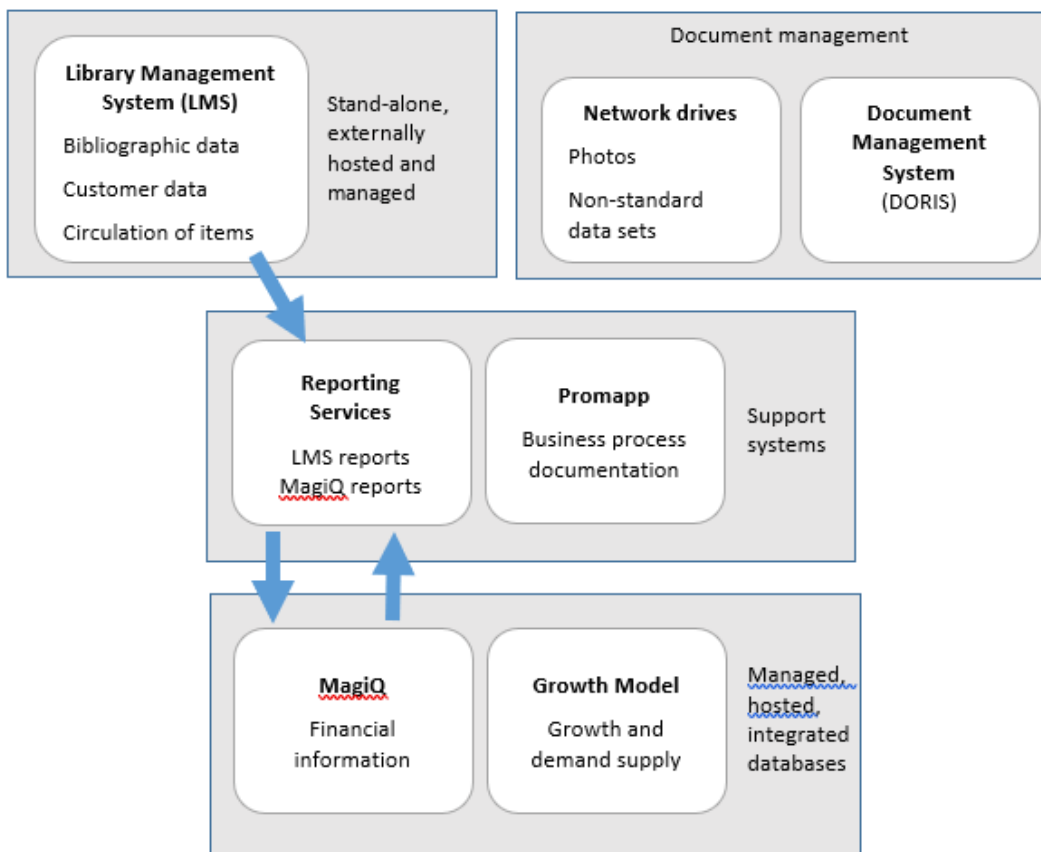 Library Management
System (LMS)
Bibliographic data
Customer data
Circulation of items
Stand-alone,
externally
hosted and
managed
Document management
Network drives
Photos
Non-standard
data sets
Document
Management
System
(DORIS)
Reporting
Services
LMS reports
MagiQ reports
Promapp
Business process
documentation
Support
systems
MagiQ
Financial
information
Growth Model
Growth and
demand supply
Managed,
hosted,
integrated
databases